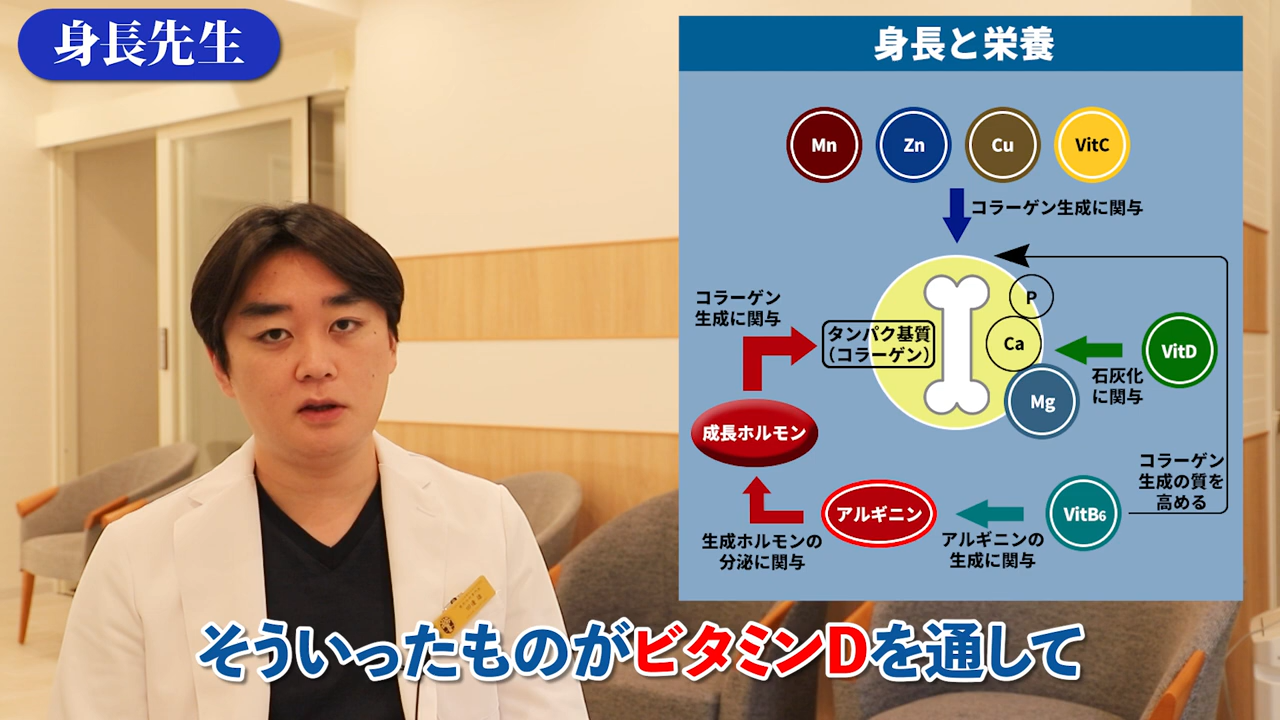 身長先生
身長と栄養
Mn
Zn
Cu
VitC
コラーゲン生成に関与
コラーゲン
生成に関与
タンパク基質
(コラーゲン)
P
Ca
Mg
VitD
石灰化
に関与
成長ホルモン
コラーゲン
生成の質を
高める
アルギニン
VitB6
生成ホルモンの
分泌に関与
アルギニンの
生成に関与
そういったものがビタミンDを通して